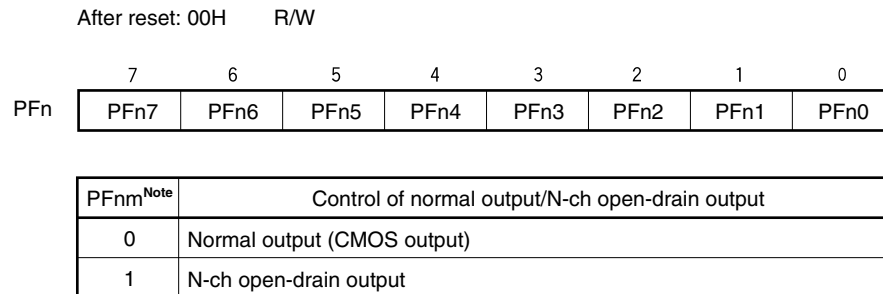 After reset: 00H R/W
7 6 5 4 3 2 1 0
PFn PFn7 PFn6 PFn5 PFn4 PFn3 PFn2 PFn1 PFn0
PFnmNote Control of normal output/N-ch open-drain output
0 Normal output (CMOS output)
1 N-ch open-drain output